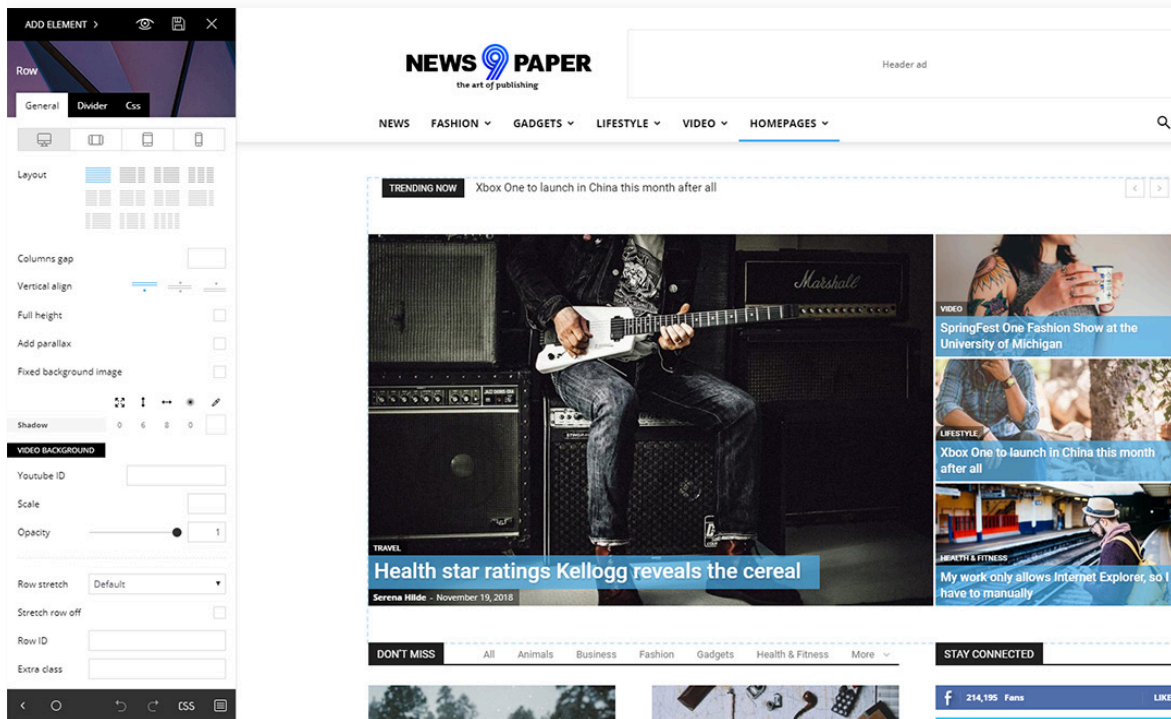 ADD ELEMENT >
Row
General Divider Css
Layout
Columns gap
Vertical align
Full height
Add parallax
Fixed background image
Shadow 0 6 8 0
VIDEO BACKGROUND
Youtube ID
Scale
Opacity 1
Row stretch Default
Stretch row off
Row ID
Extra class
CSS
NEWS 9 PAPER
the art of publishing
Header ad
NEWS FASHION GADGETS LIFESTYLE VIDEO HOMEPAGES
TRENDING NOW Xbox One to launch in China this month after all
Marshall
TRAVEL
Health star ratings Kellogg reveals the cereal
Serena Hilde - November 19, 2018
VIDEO
SpringFest One Fashion Show at the
University of Michigan
LIFESTYLE
Xbox One to launch in China this month
after all
HEALTH & FITNESS
My work only allows Internet Explorer, so I
have to manually
DON'T MISS All Animals Business Fashion Gadgets Health & Fitness More
STAY CONNECTED
214,195 Fans LIKE